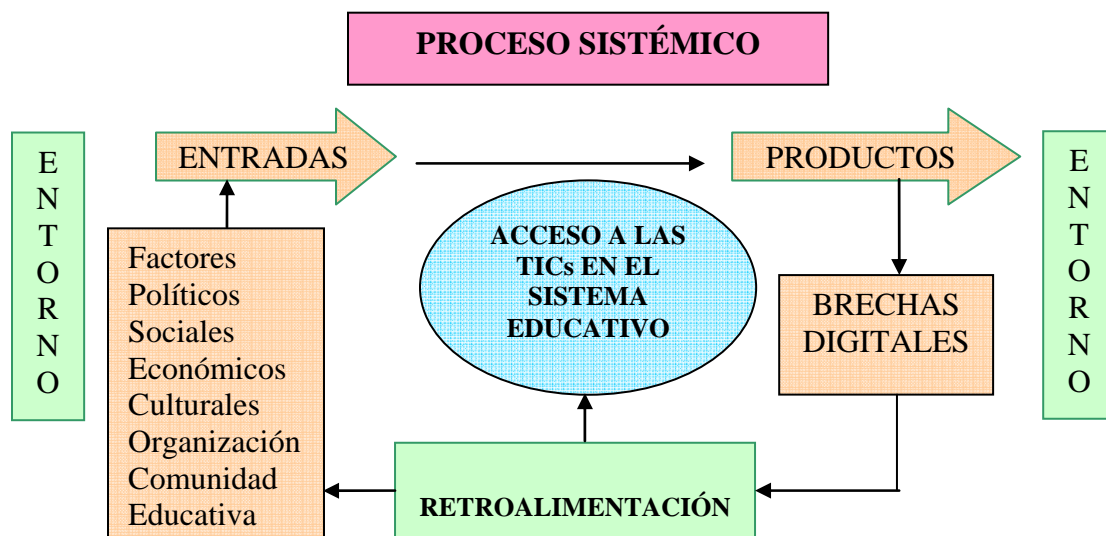 PROCESO SISTÉMICO
E
N
T
O
R
N
O
ENTRADAS
PRODUCTOS
E
N
T
O
R
N
O
Factores
Políticos
Sociales
Económicos
Culturales
Organización
Comunidad
Educativa
ACCESO A LAS
TICs EN EL
SISTEMA
EDUCATIVO
BRECHAS
DIGITALES
RETROALIMENTACIÓN